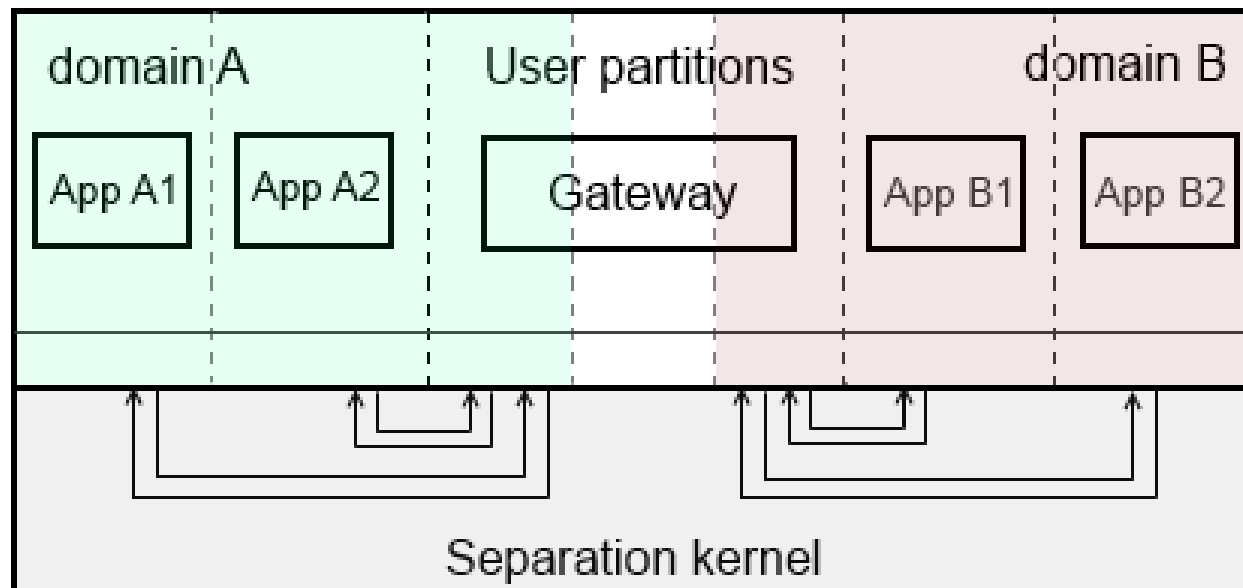 domain A
User partitions
domain B
App A1
App A2
Gateway
App B1
App B2
Separation kernel